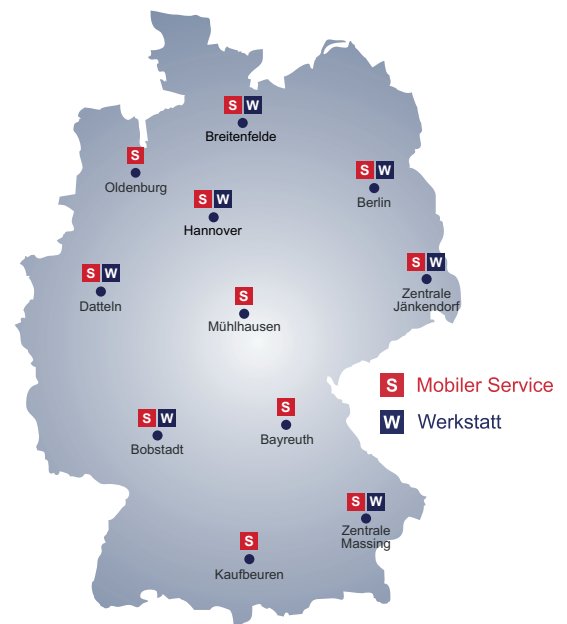 S W
Breitenfelde
S
Oldenburg
S W
Berlin
S W
Hannover
S W
Datteln
S W
Zentrale
Jänkendorf
S
Mühlhausen
S Mobiler Service
W Werkstatt
S W
Bobstadt
S
Bayreuth
S W
Zentrale
Massing
S
Kaufbeuren